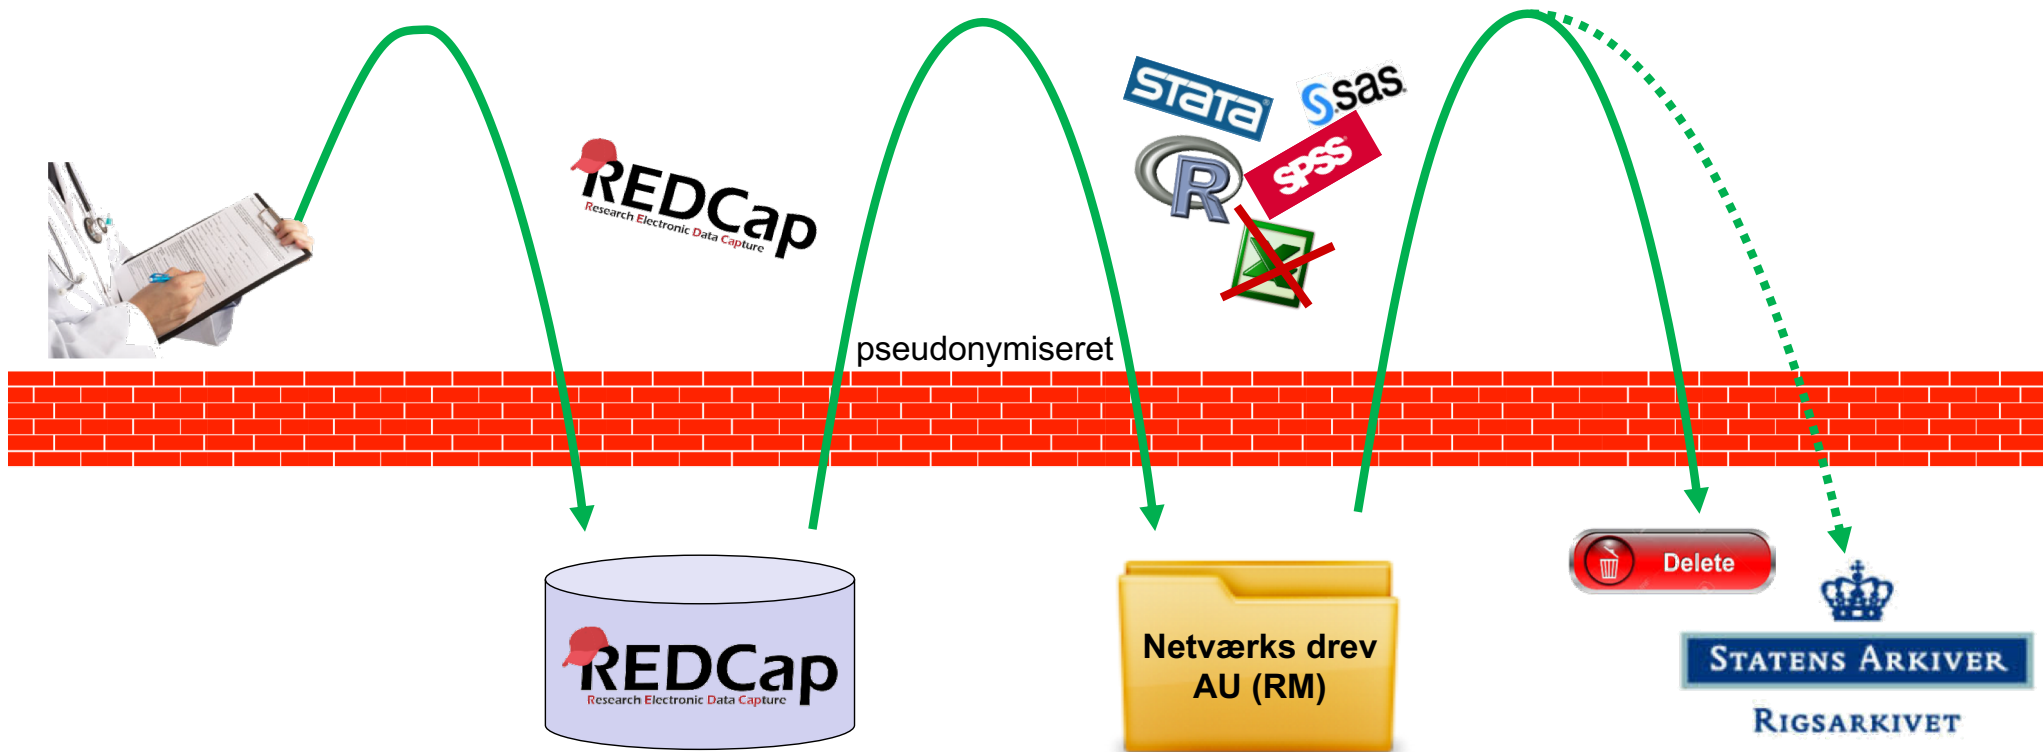 STATA
S.sas
REDCap
Research Electronic Data Capture
R
SPSS
X
pseudonymiseret
Delete
REDCap
Research Electronic Data Capture
Netværks drev
AU (RM)
STATENS ARKIVER
RIGSARKIVET